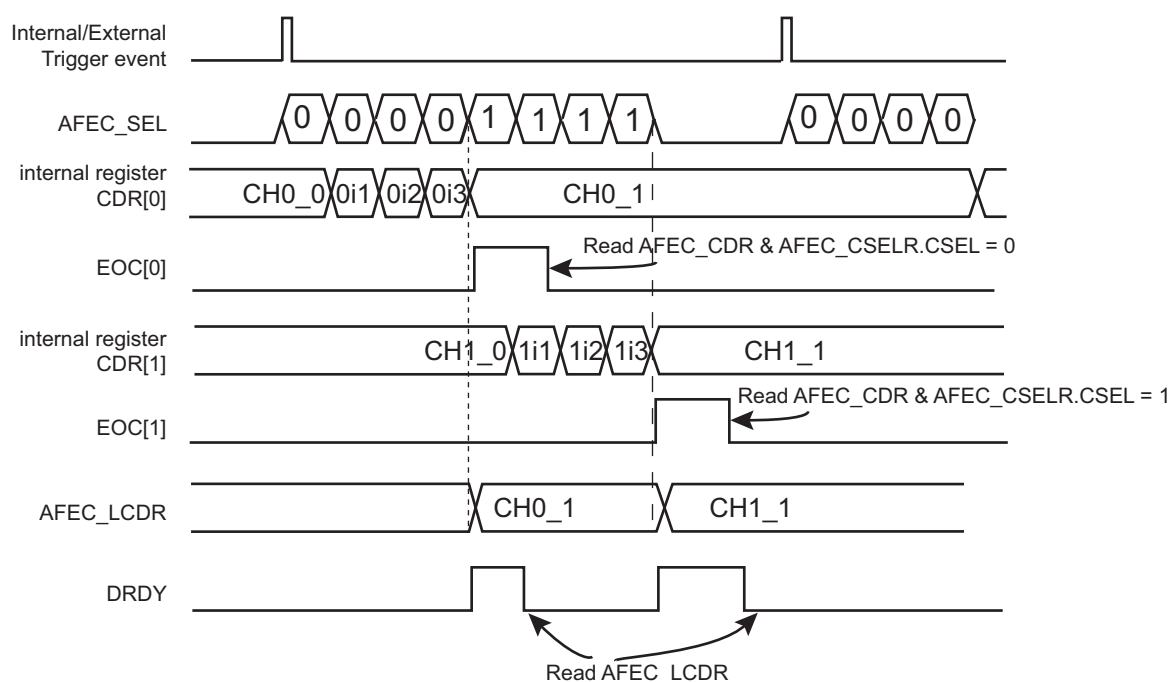 Internal/External
Trigger event
AFEC_SEL
0 0 0 0 1 1 1 1 0 0 0 0
internal register
CDR[0]
CH0_0 0i1 0i2 0i3 CH0_1
Read AFEC_CDR & AFEC_CSELR.CSEL = 0
EOC[0]
internal register
CDR[1]
CH1_0 1i1 1i2 1i3 CH1_1
Read AFEC_CDR & AFEC_CSELR.CSEL = 1
EOC[1]
AFEC_LCDR
CH0_1 CH1_1
DRDY
Read AFEC_LCDR